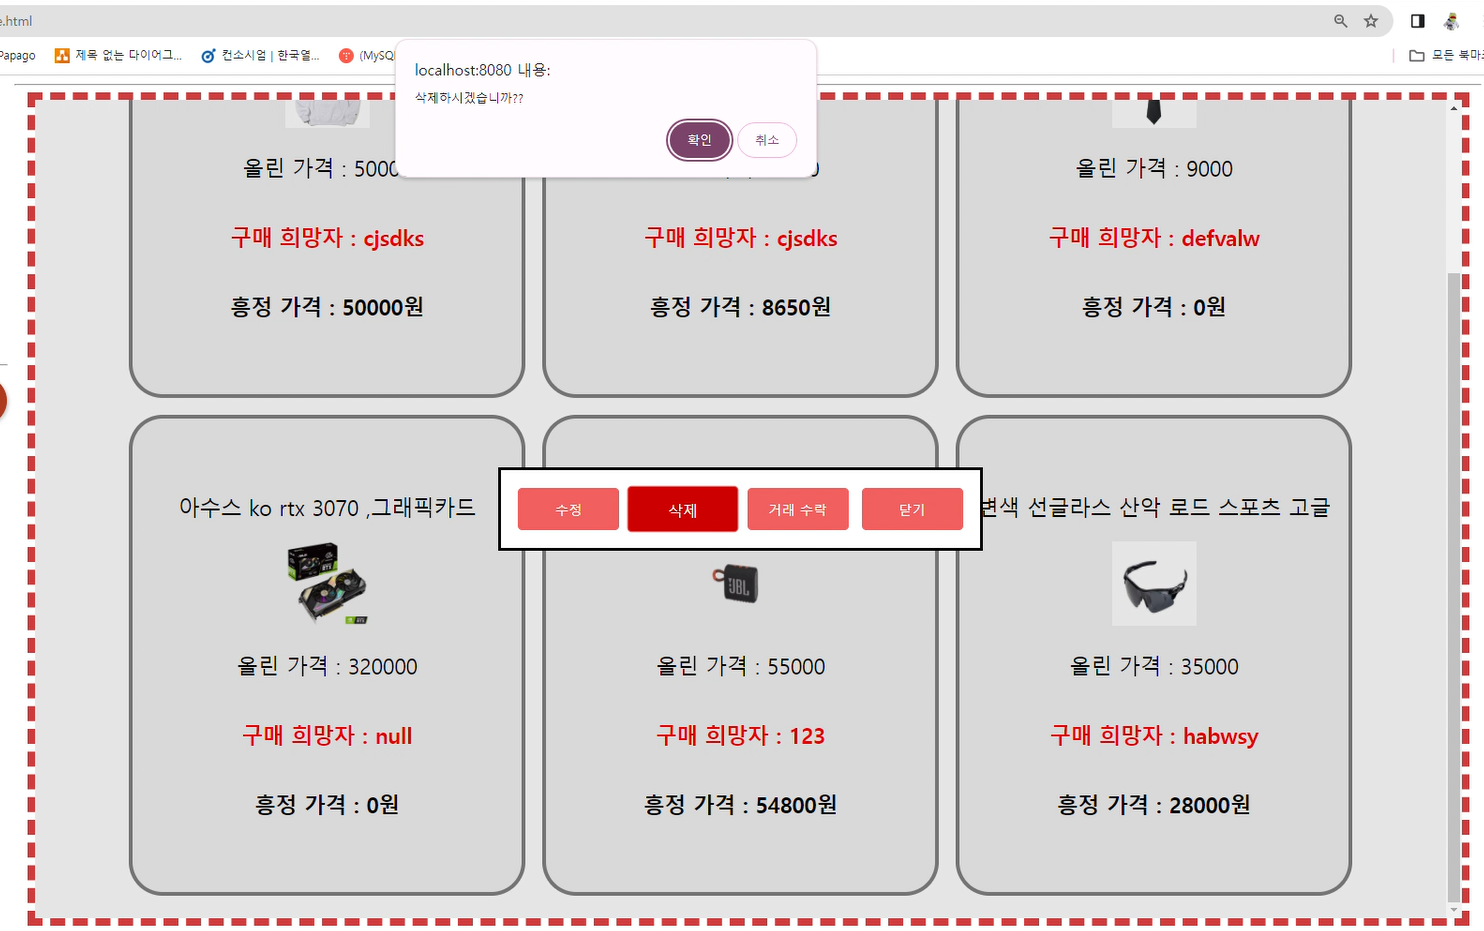 e.html
Papago
제목 없는 다이어그...
컨소시엄 | 한국열...
(MySQ
모든 북마
localhost:8080 내용:
삭제하시겠습니까??
확인
취소
올린 가격 : 5000
구매 희망자 : cjsdks
흥정 가격 : 50000원
구매 희망자 : cjsdks
흥정 가격 : 8650원
올린 가격 : 9000
구매 희망자 : defvalw
흥정 가격 : 0원
수정
삭제
거래 수락
닫기
아수스 ko rtx 3070 ,그래픽카드
올린 가격 : 320000
구매 희망자 : null
흥정 가격 : 0원
JBL
올린 가격 : 55000
구매 희망자 : 123
흥정 가격 : 54800원
변색 선글라스 산악 로드 스포츠 고글
올린 가격 : 35000
구매 희망자 : habwsy
흥정 가격 : 28000원